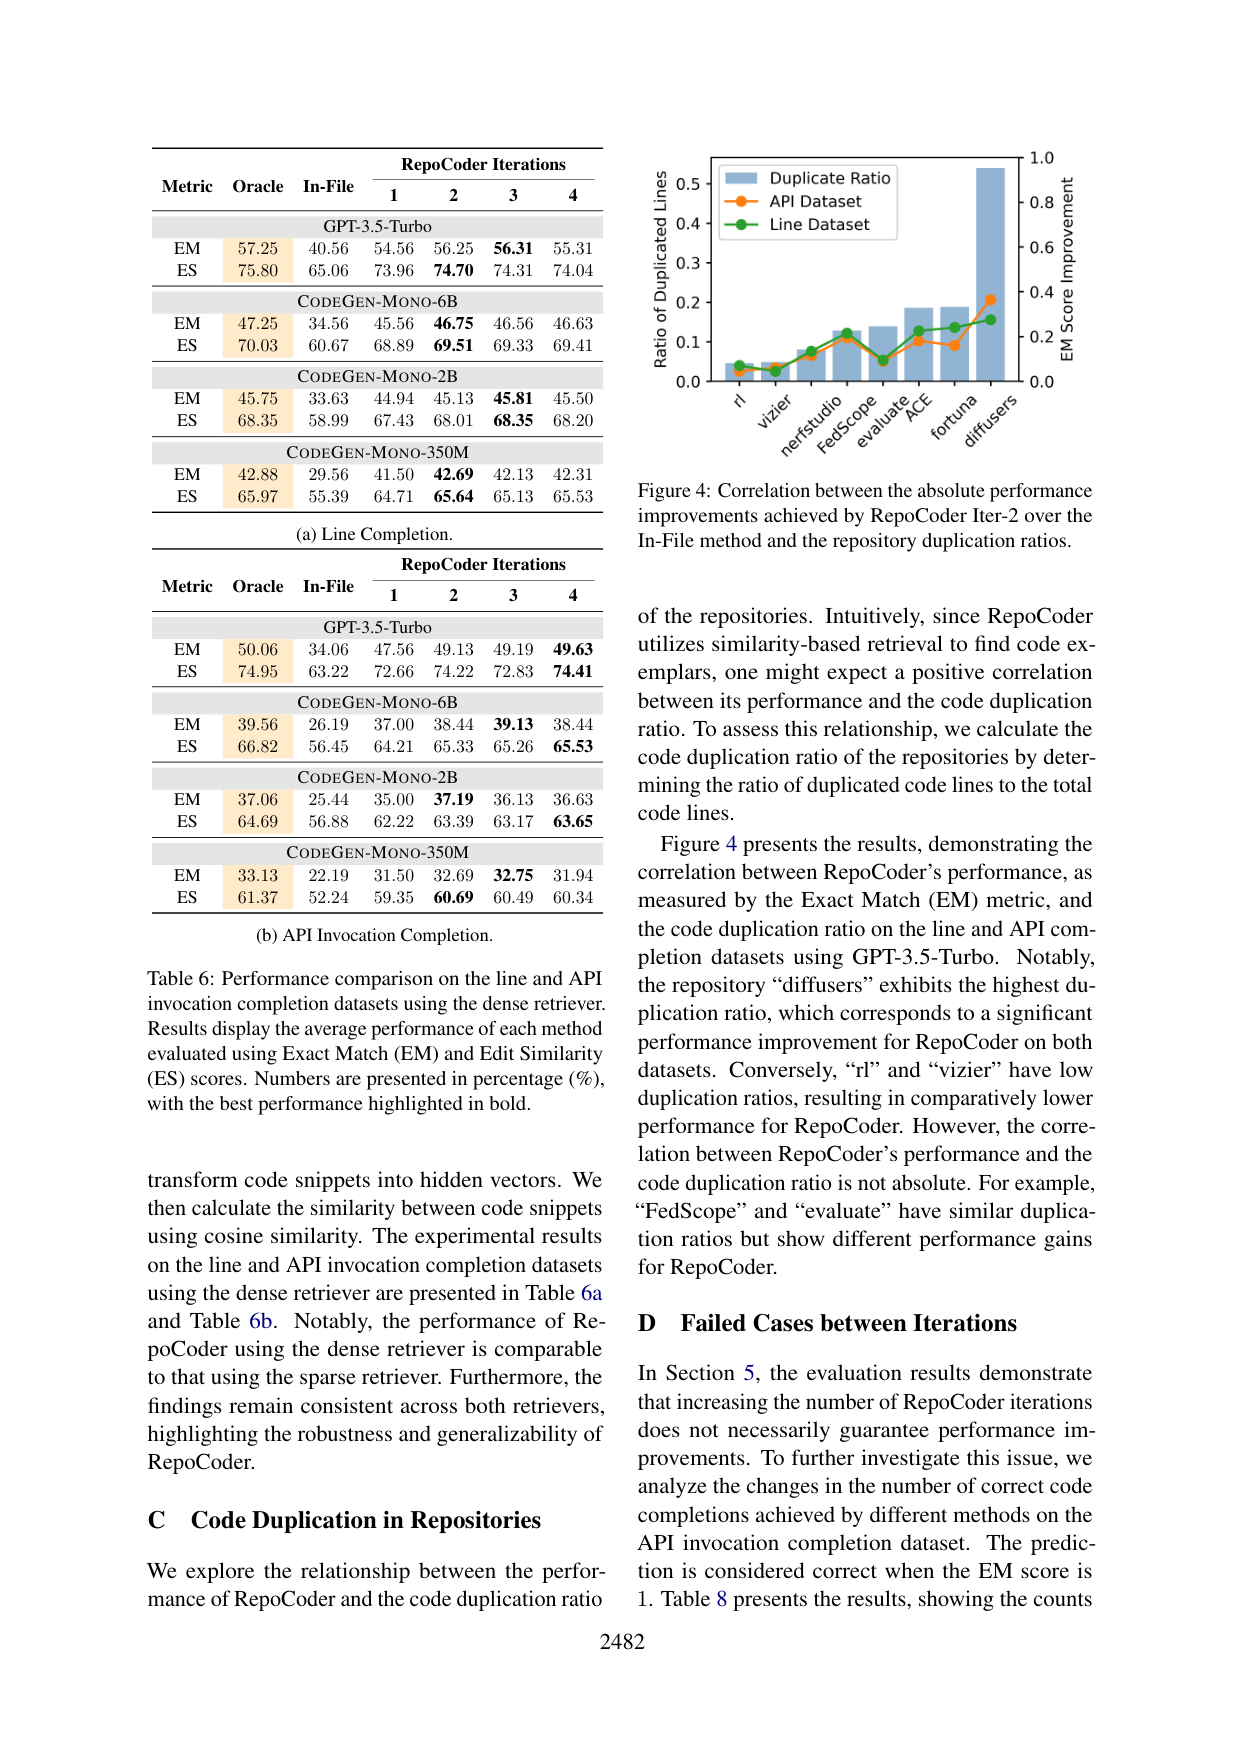 RepoCoder Iterations
Metric Oracle In-File
1 2 3 4
GPT-3.5-Turbo
EM 57.25 40.56 54.56 56.25 56.31 55.31
ES 75.80 65.06 73.96 74.70 74.31 74.04
CODEGEN-MONO-6B
EM 47.25 34.56 45.56 46.75 46.56 46.63
ES 70.03 60.67 68.89 69.51 69.33 69.41
CODEGEN-MONO-2B
EM 45.75 33.63 44.94 45.13 45.81 45.50
ES 68.35 58.99 67.43 68.01 68.35 68.20
CODEGEN-MONO-350M
EM 42.88 29.56 41.50 42.69 42.13 42.31
ES 65.97 55.39 64.71 65.64 65.13 65.53
(a) Line Completion.
RepoCoder Iterations
Metric Oracle In-File
1 2 3 4
GPT-3.5-Turbo
EM 50.06 34.06 47.56 49.13 49.19 49.63
ES 74.95 63.22 72.66 74.22 72.83 74.41
CODEGEN-MONO-6B
EM 39.56 26.19 37.00 38.44 39.13 38.44
ES 66.82 56.45 64.21 65.33 65.26 65.53
CODEGEN-MONO-2B
EM 37.06 25.44 35.00 37.19 36.13 36.63
ES 64.69 56.88 62.22 63.39 63.17 63.65
CODEGEN-MONO-350M
EM 33.13 22.19 31.50 32.69 32.75 31.94
ES 61.37 52.24 59.35 60.69 60.49 60.34
(b) API Invocation Completion.
Table 6: Performance comparison on the line and API
invocation completion datasets using the dense retriever.
Results display the average performance of each method
evaluated using Exact Match (EM) and Edit Similarity
(ES) scores. Numbers are presented in percentage (%),
with the best performance highlighted in bold.
transform code snippets into hidden vectors. We
then calculate the similarity between code snippets
using cosine similarity. The experimental results
on the line and API invocation completion datasets
using the dense retriever are presented in Table 6a
and Table 6b. Notably, the performance of Re-
poCoder using the dense retriever is comparable
to that using the sparse retriever. Furthermore, the
findings remain consistent across both retrievers,
highlighting the robustness and generalizability of
RepoCoder.
C Code Duplication in Repositories
We explore the relationship between the perfor-
mance of RepoCoder and the code duplication ratio
Ratio of Duplicated Lines
0.5
0.4
0.3
0.2
0.1
0.0
Duplicate Ratio
API Dataset
Line Dataset
1.0
0.8
0.6
0.4
0.2
0.0
EM Score Improvement
rl
vizier
nerfstudio
FedScope
evaluate
ACE
fortuna
diffusers
Figure 4: Correlation between the absolute performance
improvements achieved by RepoCoder Iter-2 over the
In-File method and the repository duplication ratios.
of the repositories. Intuitively, since RepoCoder
utilizes similarity-based retrieval to find code ex-
emplars, one might expect a positive correlation
between its performance and the code duplication
ratio. To assess this relationship, we calculate the
code duplication ratio of the repositories by deter-
mining the ratio of duplicated code lines to the total
code lines.
Figure 4 presents the results, demonstrating the
correlation between RepoCoder's performance, as
measured by the Exact Match (EM) metric, and
the code duplication ratio on the line and API com-
pletion datasets using GPT-3.5-Turbo. Notably,
the repository “diffusers” exhibits the highest du-
plication ratio, which corresponds to a significant
performance improvement for RepoCoder on both
datasets. Conversely, “rl” and “vizier” have low
duplication ratios, resulting in comparatively lower
performance for RepoCoder. However, the corre-
lation between RepoCoder's performance and the
code duplication ratio is not absolute. For example,
“FedScope” and “evaluate” have similar duplica-
tion ratios but show different performance gains
for RepoCoder.
D Failed Cases between Iterations
In Section 5, the evaluation results demonstrate
that increasing the number of RepoCoder iterations
does not necessarily guarantee performance im-
provements. To further investigate this issue, we
analyze the changes in the number of correct code
completions achieved by different methods on the
API invocation completion dataset. The predic-
tion is considered correct when the EM score is
1. Table 8 presents the results, showing the counts
2482